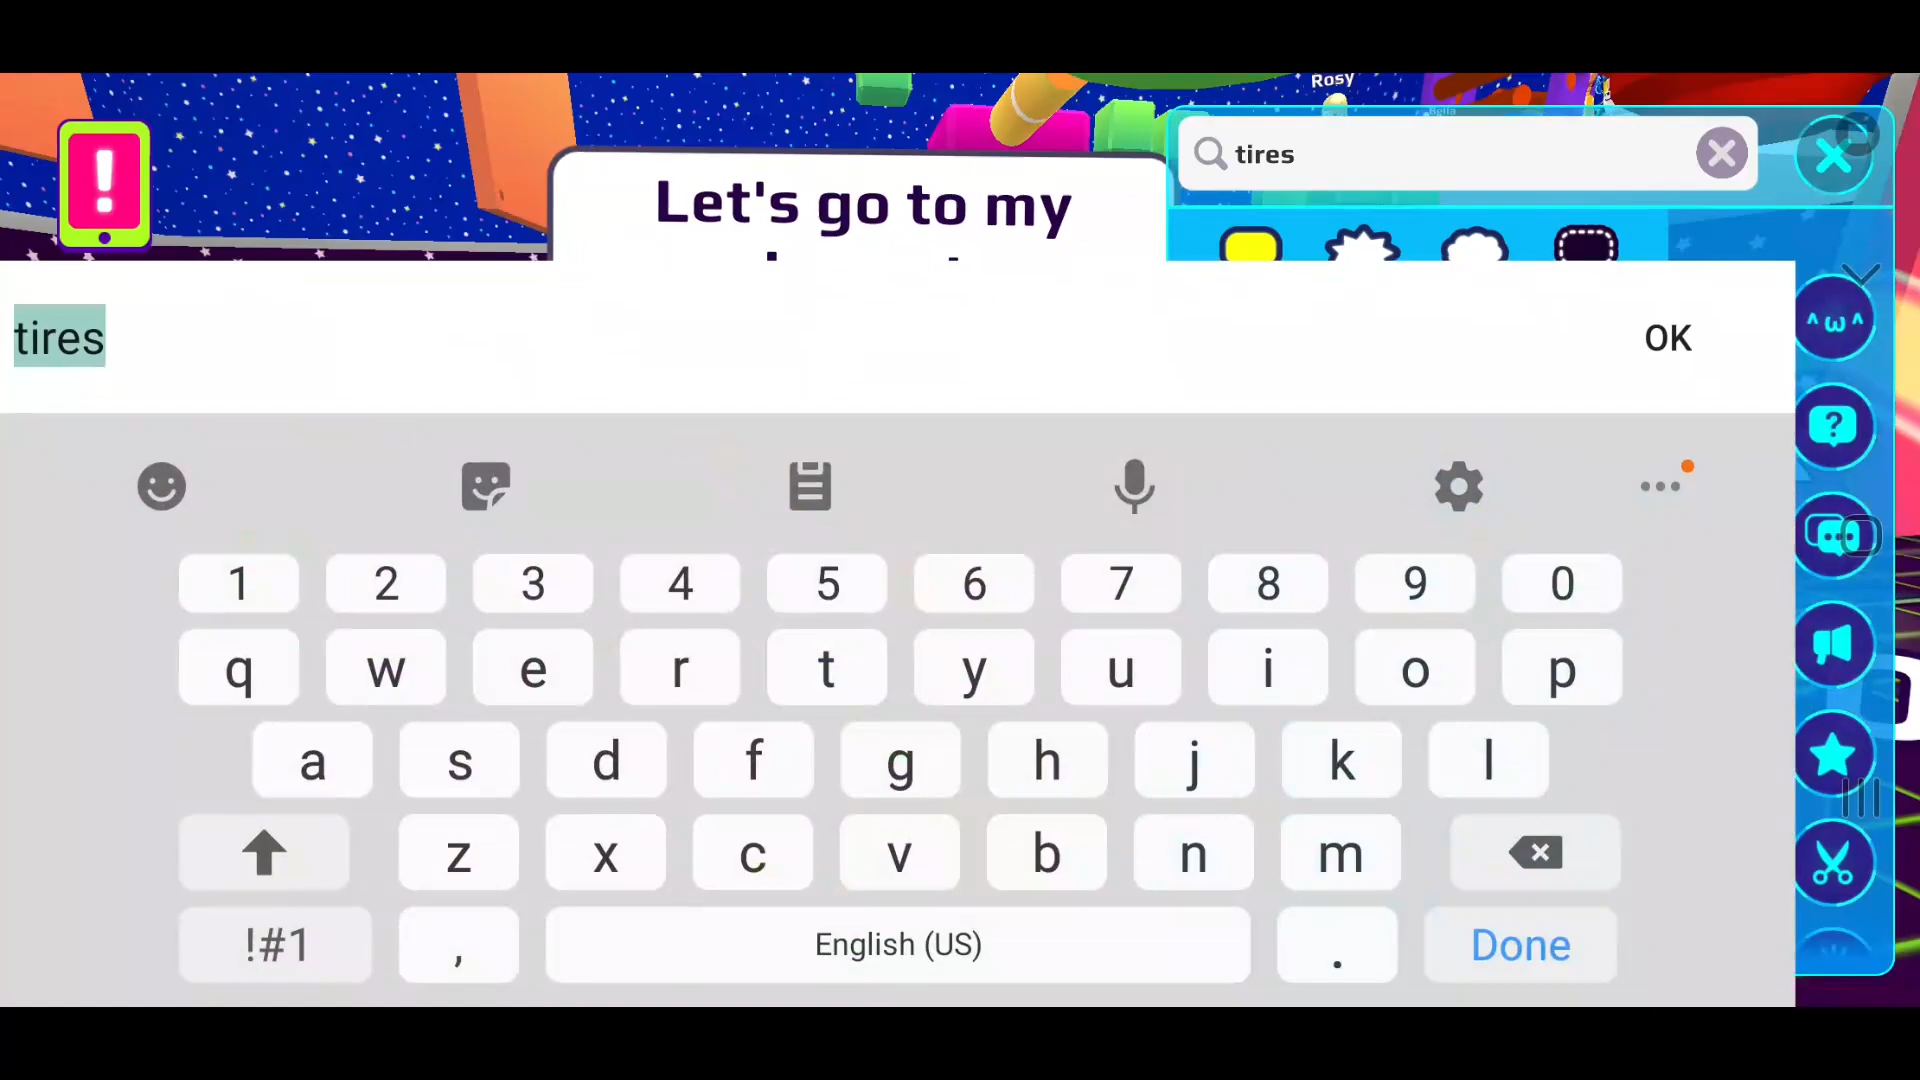 Rosy
Bella
!
tires
Let's go to my
^ω^
tires
OK
?
1 2 3 4 5 6 7 8 9 0
q w e r t y u i o p
a s d f g h j k l
z x c v b n m
!#1 , English (US) . Done